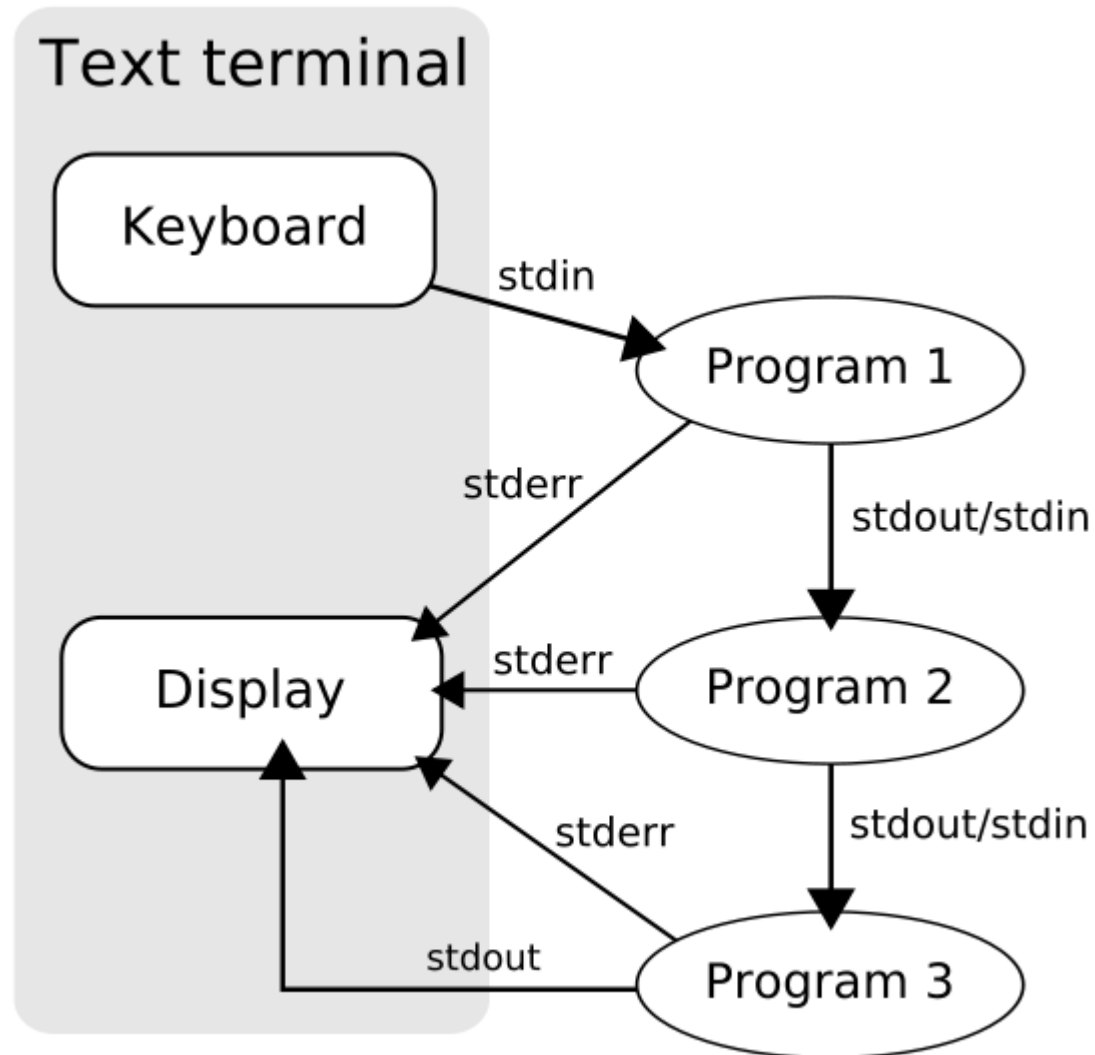 Text terminal
Keyboard
stdin
Program 1
stderr
stdout/stdin
Display
stderr
Program 2
stderr
stdout/stdin
stdout
Program 3